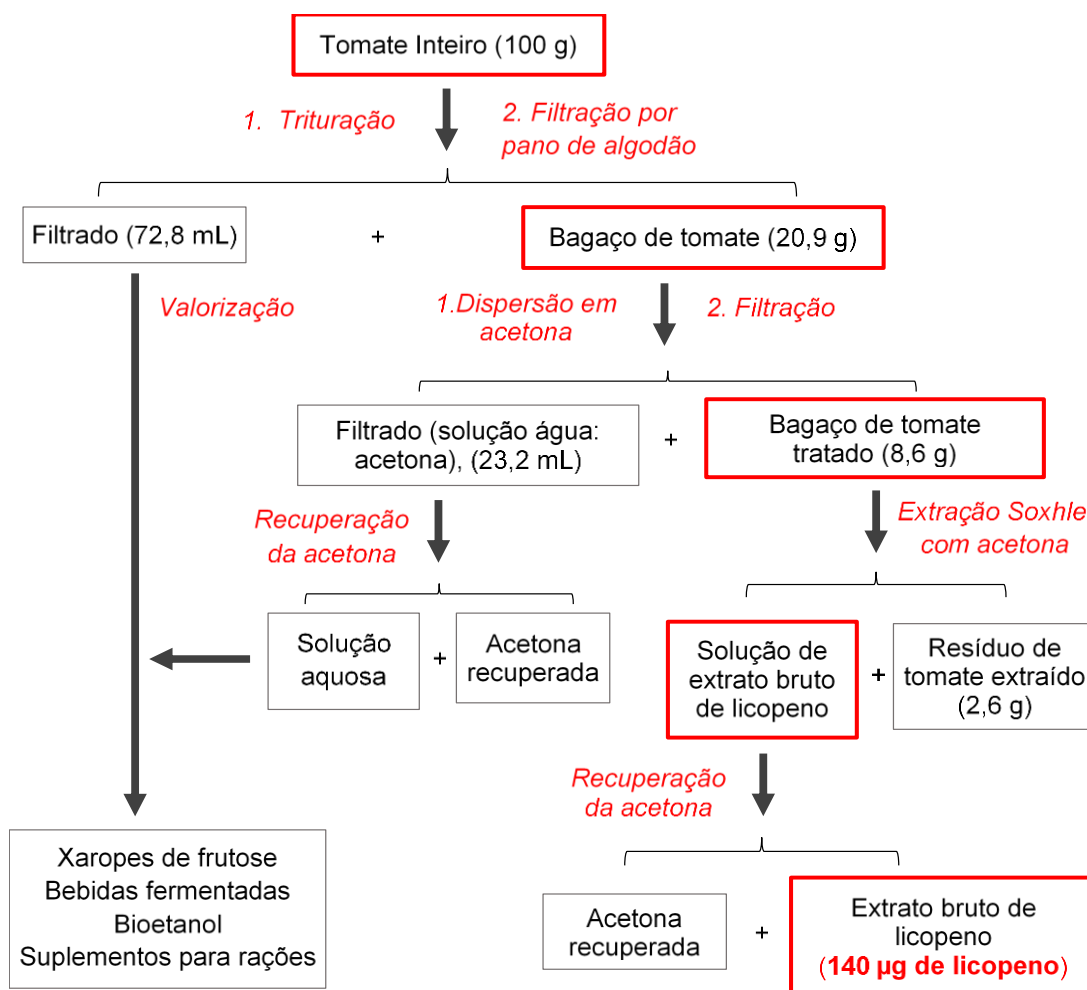 Tomate Inteiro (100 g)
1. Trituração
2. Filtração por
pano de algodão
Filtrado (72,8 mL)
+
Bagaço de tomate (20,9 g)
Valorização
1.Dispersão em
acetona
2. Filtração
Filtrado (solução água:
acetona), (23,2 mL)
+
Bagaço de tomate
tratado (8,6 g)
Recuperação
da acetona
Extração Soxhle
com acetona
Solução
aquosa
+
Acetona
recuperada
Solução de
extrato bruto
de licopeno
+
Resíduo de
tomate extraído
(2,6 g)
Recuperação
da acetona
Xaropes de frutose
Bebidas fermentadas
Bioetanol
Suplementos para rações
Acetona
recuperada
+
Extrato bruto de
licopeno
(140 µg de licopeno)